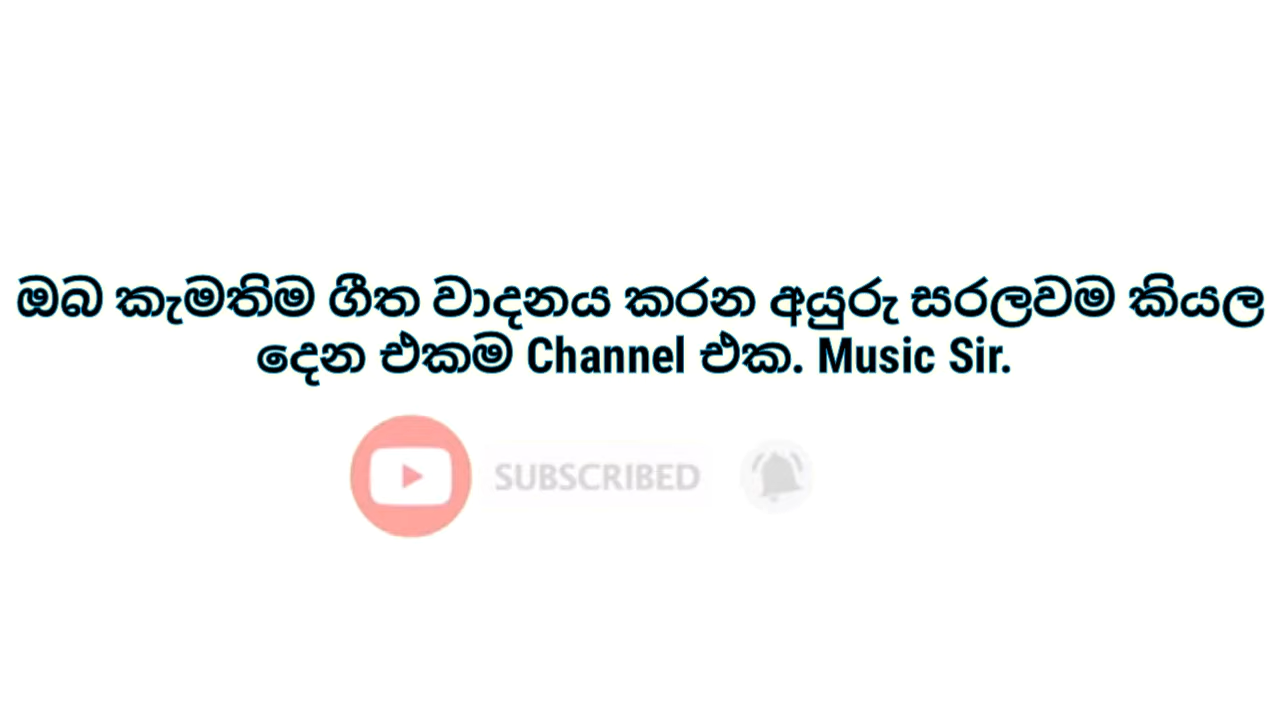 ඔබ කැමතිම ගීත වාදනය කරන අයුරු සරලවම කියල
දෙන එකම Channel එක. Music Sir.
SUBSCRIBED